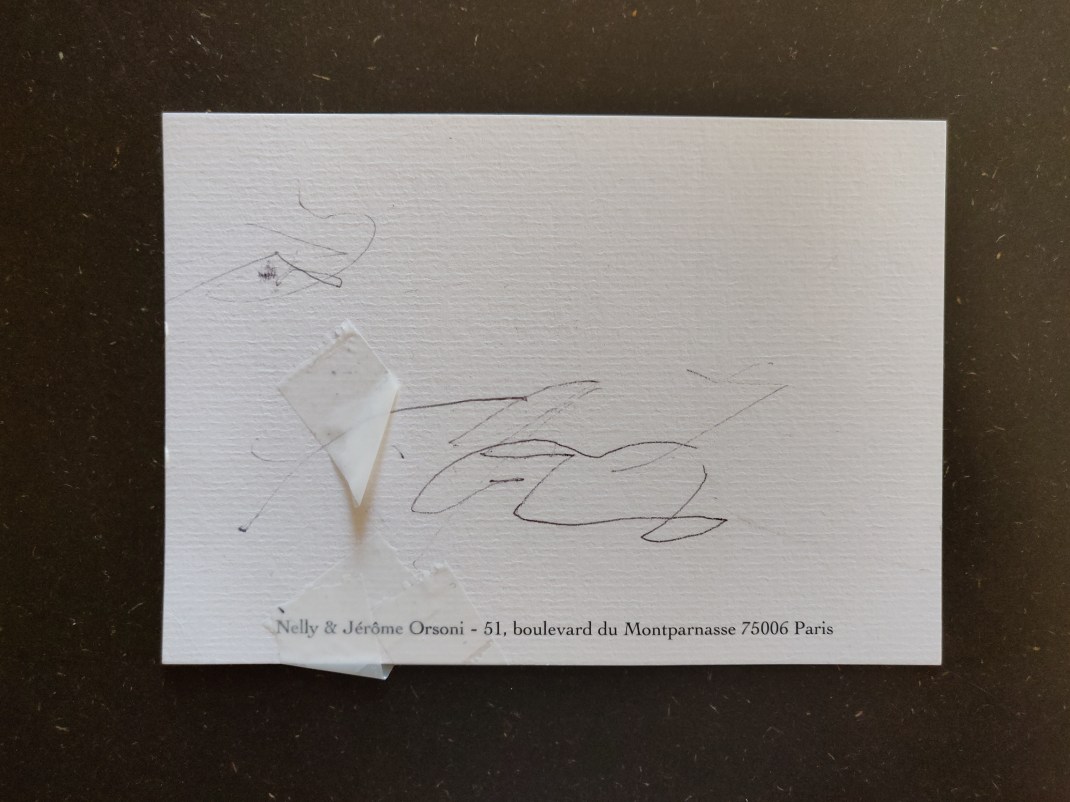 Nelly & Jérôme Orsoni - 51, boulevard du Montparnasse 75006 Paris